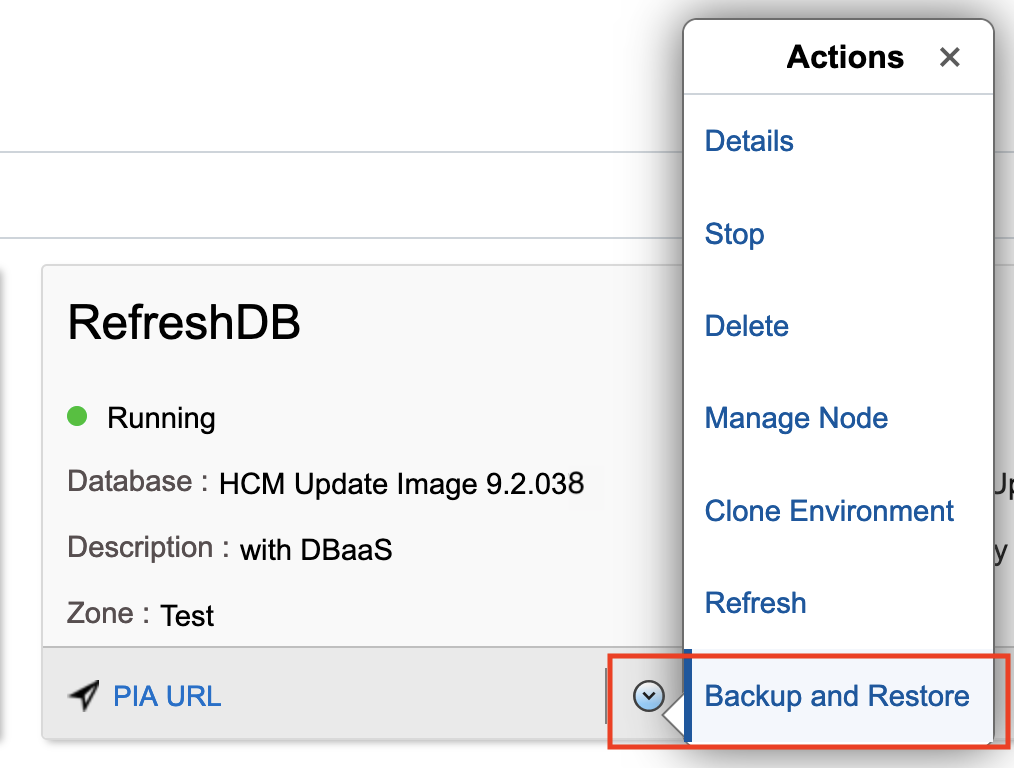 Actions
Details
Stop
Delete
Manage Node
Clone Environment
Refresh
Backup and Restore
RefreshDB
Running
Database : HCM Update Image 9.2.038
Description : with DBaaS
Zone : Test
PIA URL